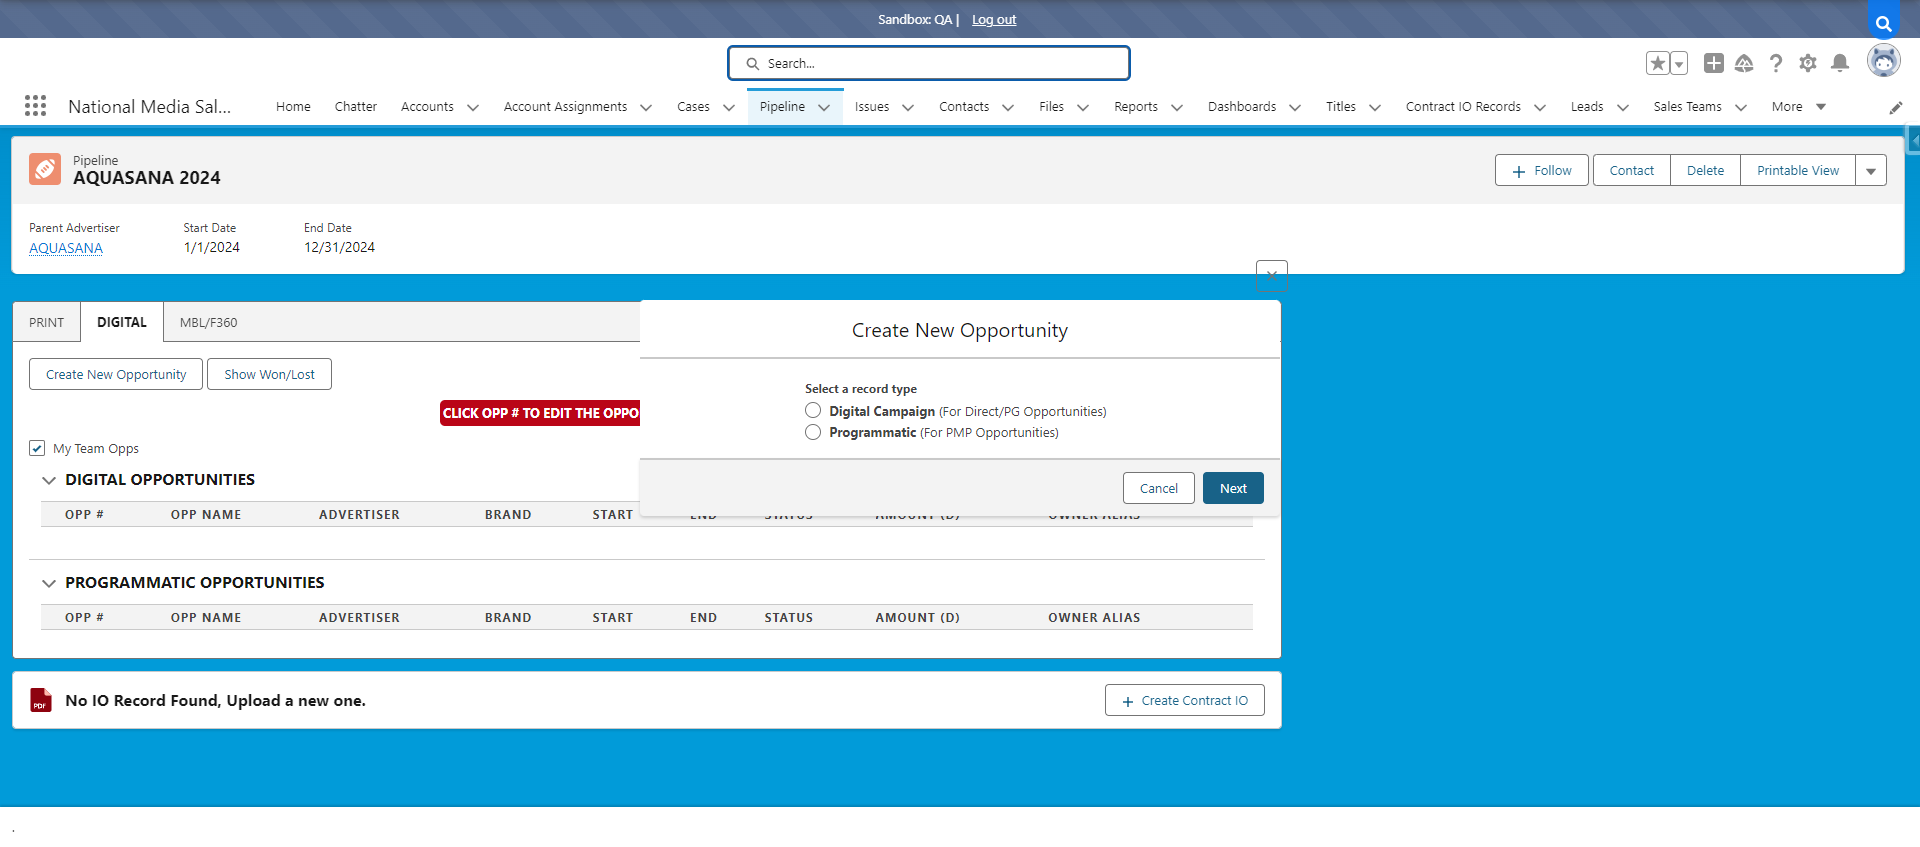 Sandbox: QA | Log out
Search...
National Media Sal... Home Chatter Accounts Account Assignments Cases Pipeline Issues Contacts Files Reports Dashboards Titles Contract IO Records Leads Sales Teams More
Pipeline
AQUASANA 2024
Follow Contact Delete Printable View
Parent Advertiser Start Date End Date
AQUASANA 1/1/2024 12/31/2024
PRINT DIGITAL MBL/F360
Create New Opportunity
Create New Opportunity Show Won/Lost
Select a record type
CLICK OPP # TO EDIT THE OPPO
Digital Campaign (For Direct/PG Opportunities)
Programmatic (For PMP Opportunities)
My Team Opps
DIGITAL OPPORTUNITIES
Cancel Next
OPP # OPP NAME ADVERTISER BRAND START END STATUS AMOUNT (D) OWNER ALIAS
PROGRAMMATIC OPPORTUNITIES
OPP # OPP NAME ADVERTISER BRAND START END STATUS AMOUNT (D) OWNER ALIAS
PDF
No IO Record Found, Upload a new one. Create Contract IO
.